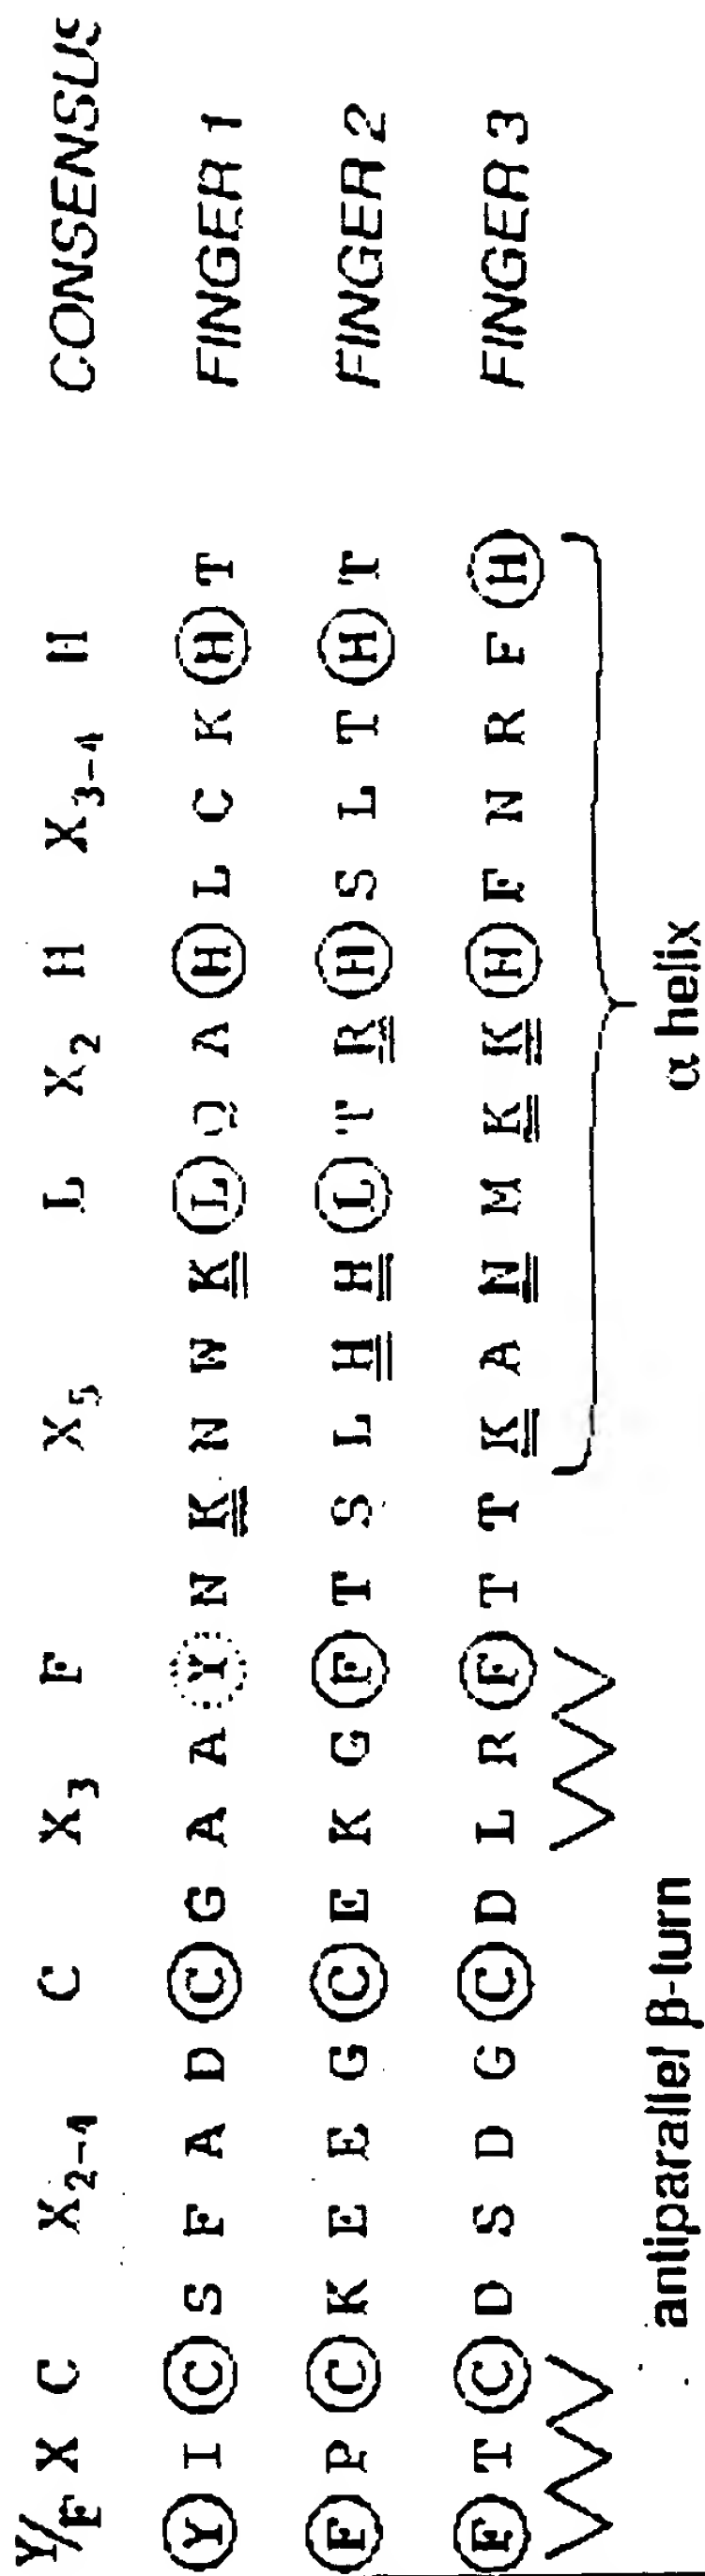 Y/F X C X2-4 C X3 F X5 L X2 H X3-4 H CONSENSUS
Y I C S F A D C G A A Y N K N W K L Q A H L C K H T FINGER 1
F P C K E E G C E K G F T S L H H L T R H S L T H T FINGER 2
F T C D S D G C D L R F T T K A N M K K H F N R F H FINGER 3
antiparallel β-turn α helix